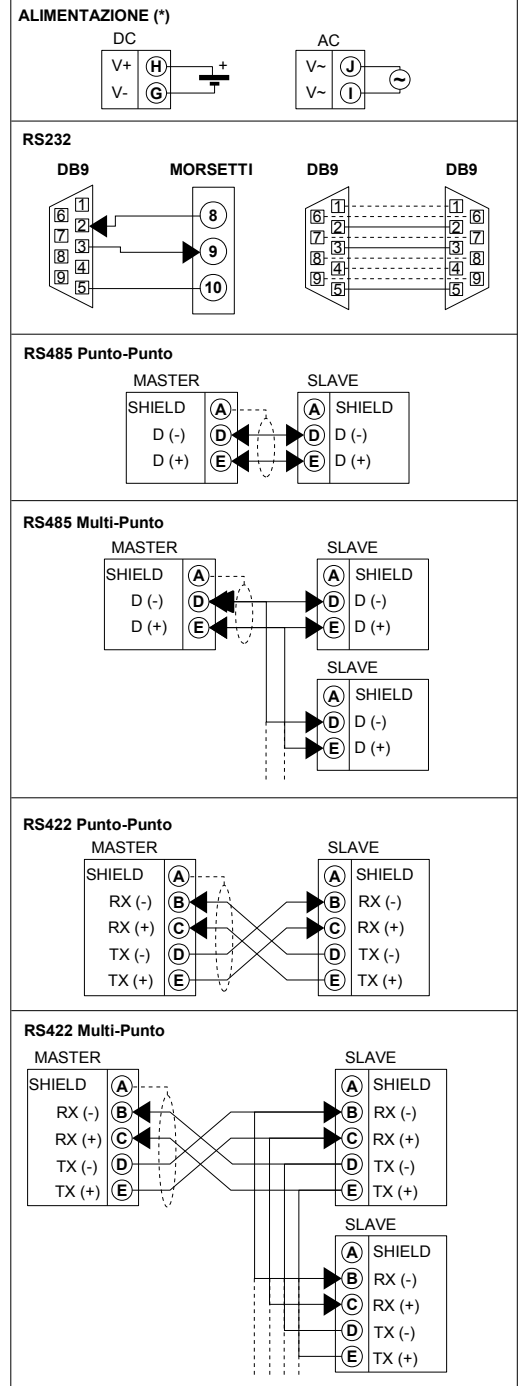 ALIMENTAZIONE (*)
DC AC
V+ H + V~ J
V- G V~ I
~
RS232
DB9 MORSETTI DB9 DB9
1 6 2 7 3 8 4 9 5
8
9
10
1 6 2 7 3 8 4 9 5
1 6 2 7 3 8 4 9 5
RS485 Punto-Punto
MASTER SLAVE
SHIELD A A SHIELD
D (-) D D D (-)
D (+) E E D (+)
RS485 Multi-Punto
MASTER SLAVE
SHIELD A A SHIELD
D (-) D D D (-)
D (+) E E D (+)
SLAVE
A SHIELD
D D (-)
E D (+)
RS422 Punto-Punto
MASTER SLAVE
SHIELD A A SHIELD
RX (-) B B RX (-)
RX (+) C C RX (+)
TX (-) D D TX (-)
TX (+) E E TX (+)
RS422 Multi-Punto
MASTER SLAVE
SHIELD A A SHIELD
RX (-) B B RX (-)
RX (+) C C RX (+)
TX (-) D D TX (-)
TX (+) E E TX (+)
SLAVE
A SHIELD
B RX (-)
C RX (+)
D TX (-)
E TX (+)